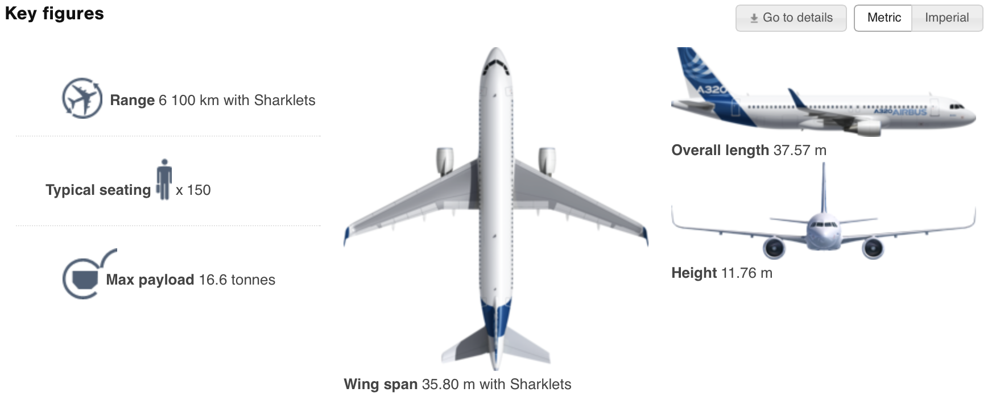 Key figures
Go to details
Metric
Imperial
Range 6 100 km with Sharklets
Typical seating x 150
Max payload 16.6 tonnes
Wing span 35.80 m with Sharklets
A320
A320 AIRBUS
Overall length 37.57 m
Height 11.76 m